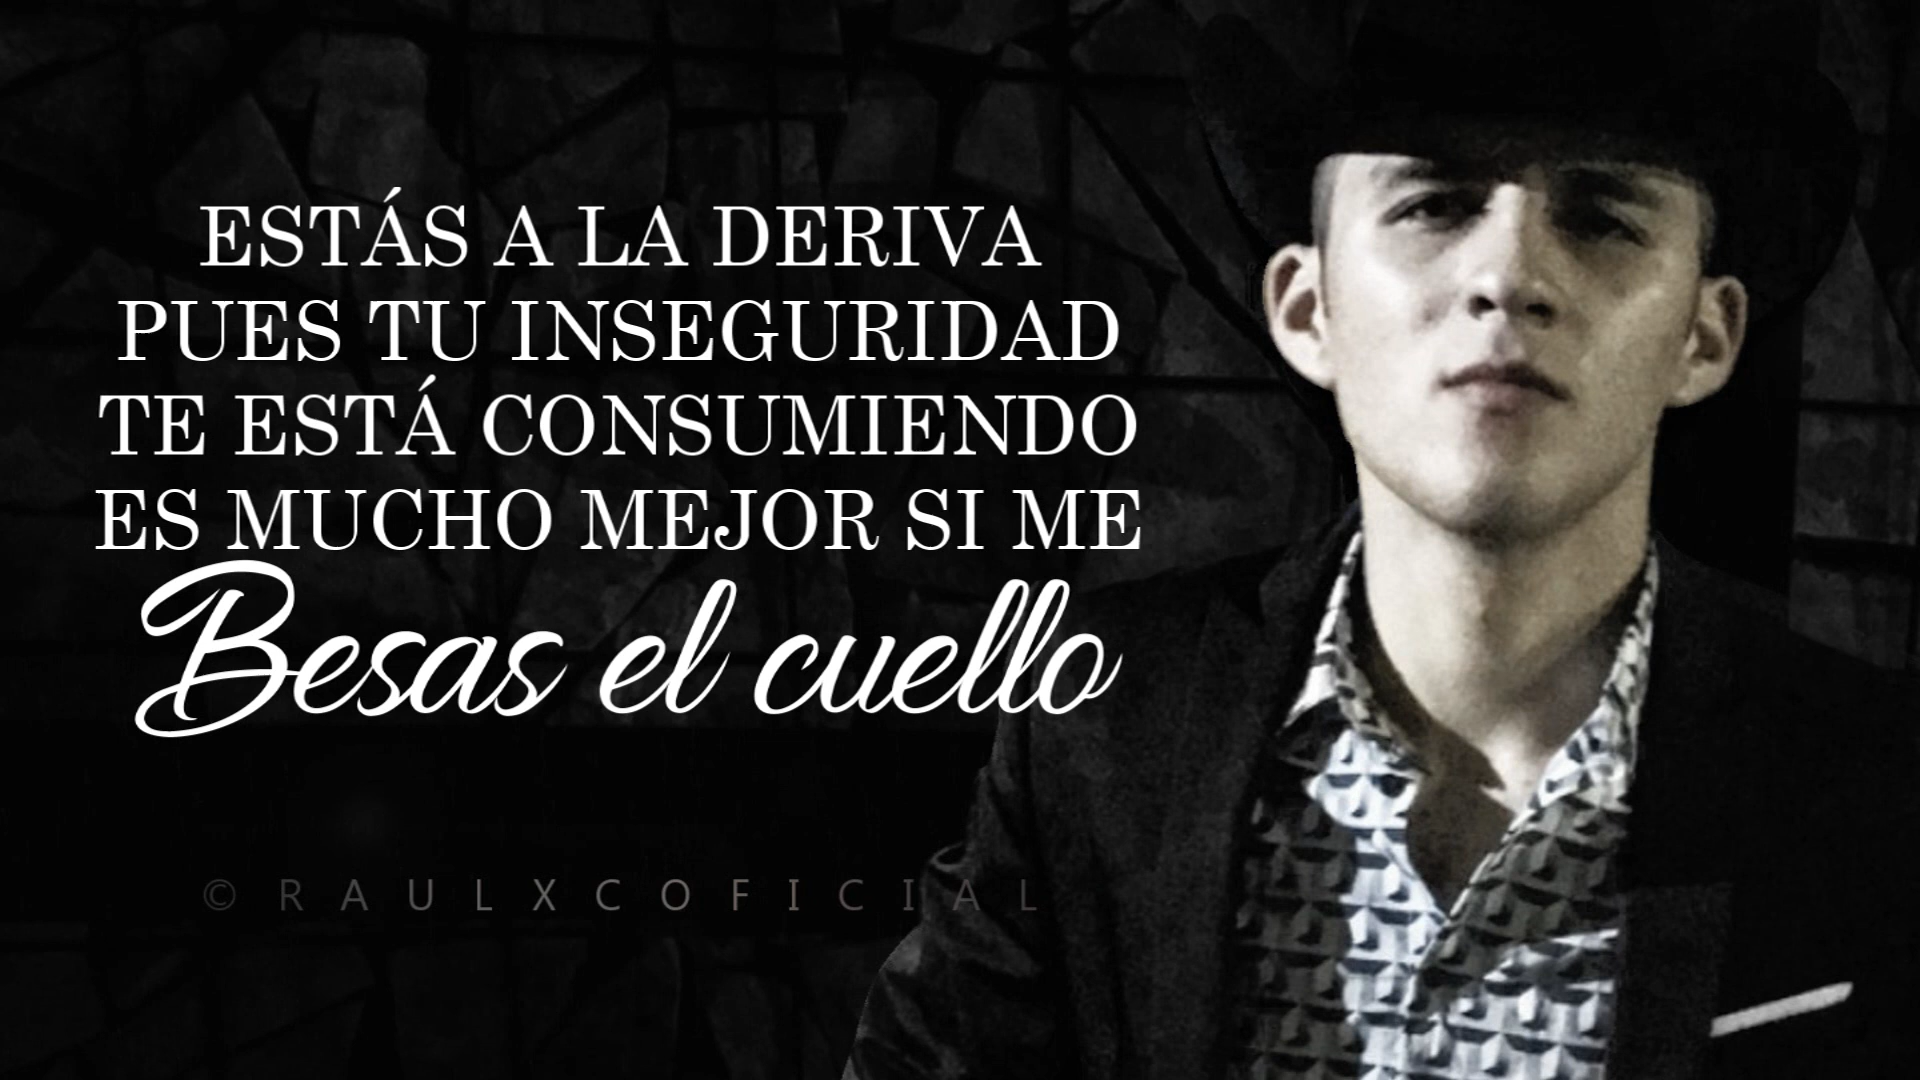 ESTÁS A LA DERIVA
PUES TU INSEGURIDAD
TE ESTÁ CONSUMIENDO
ES MUCHO MEJOR SI ME
Besas el cuello
© RAULXCOFICIAL